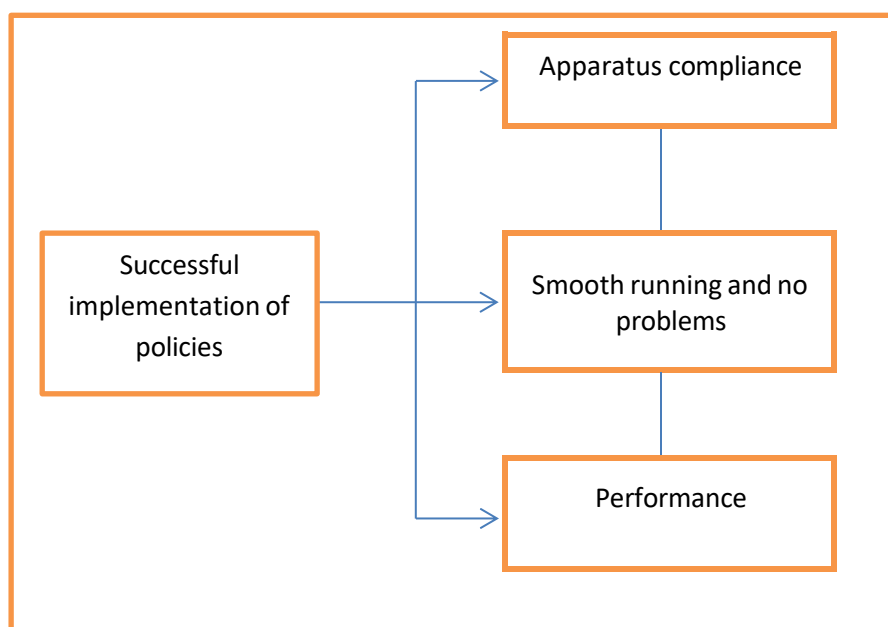 Apparatus compliance
Successful
implementation of
policies
Smooth running and no
problems
Performance